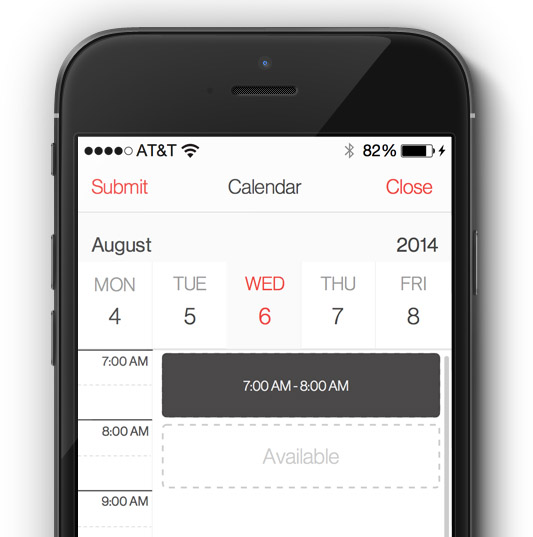 AT&T 82%
Submit Calendar Close
August 2014
MON TUE WED THU FRI
4 5 6 7 8
7:00 AM
7:00 AM - 8:00 AM
8:00 AM
Available
9:00 AM